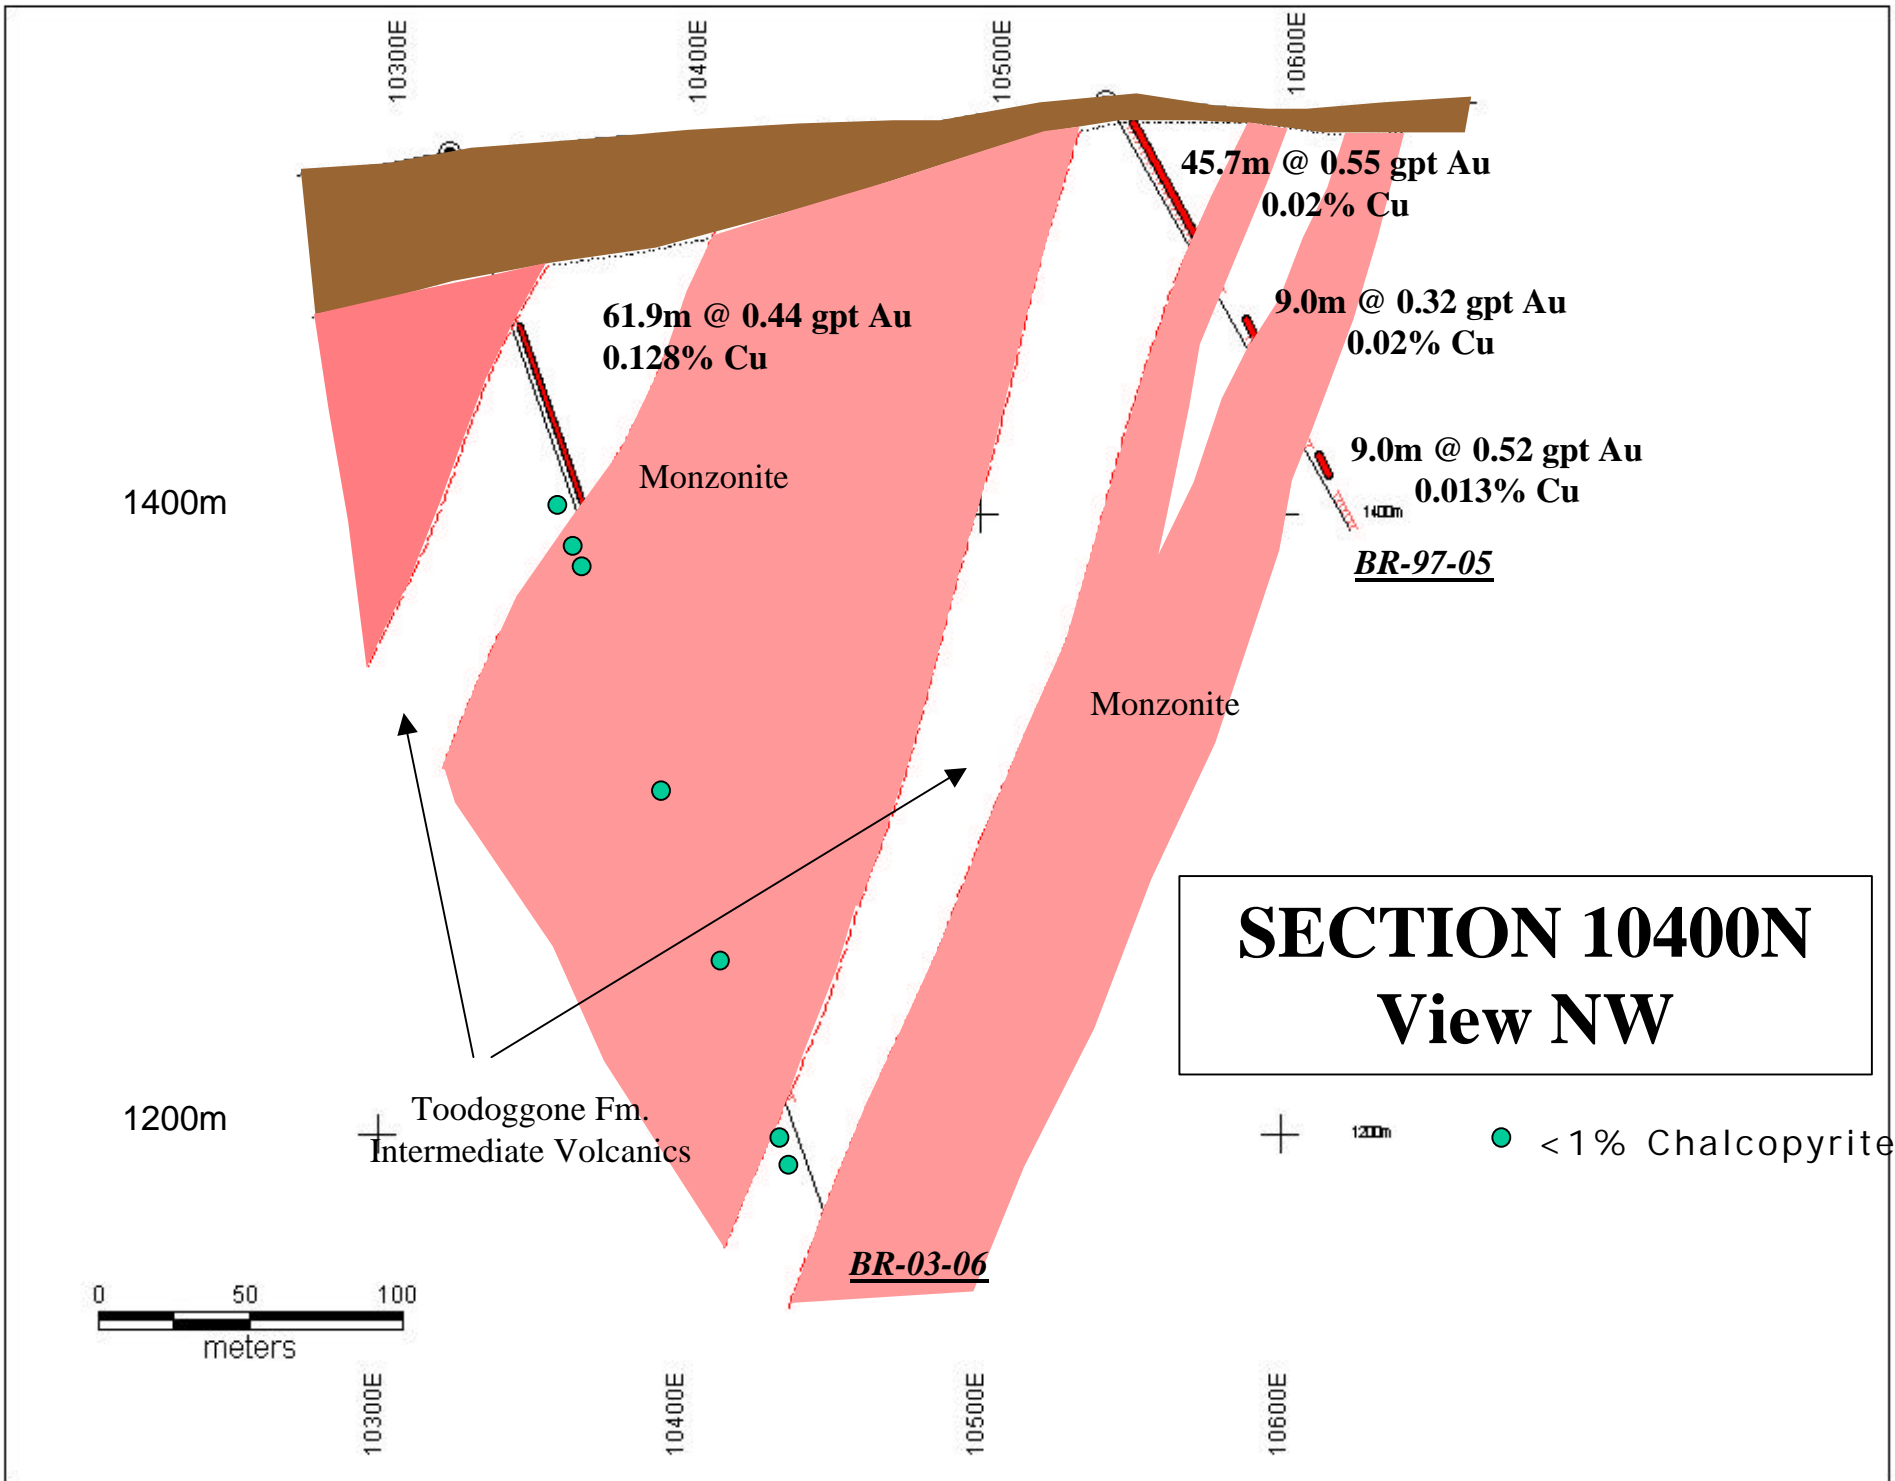 10300E
10400E
10500E
10600E
45.7m @ 0.55 gpt Au
0.02% Cu
61.9m @ 0.44 gpt Au
0.128% Cu
9.0m @ 0.32 gpt Au
0.02% Cu
9.0m @ 0.52 gpt Au
0.013% Cu
Monzonite
1400m
1400m
BR-97-05
Monzonite
SECTION 10400N
View NW
Toodoggone Fm.
Intermediate Volcanics
1200m
1200m
<1% Chalcopyrite
BR-03-06
0 50 100
meters
10300E
10400E
10500E
10600E